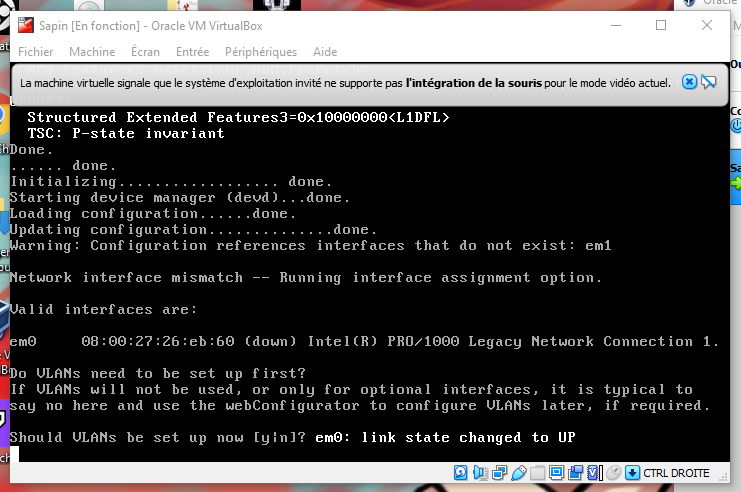 Sapin [En fonction] - Oracle VM VirtualBox
Fichier Machine Écran Entrée Périphériques Aide
La machine virtuelle signale que le système d'exploitation invité ne supporte pas l'intégration de la souris pour le mode vidéo actuel.
Structured Extended Features3=0x10000000<L1DFL>
TSC: P-state invariant
Done.
...... done.
Initializing.................. done.
Starting device manager (devd)...done.
Loading configuration......done.
Updating configuration..............done.
Warning: Configuration references interfaces that do not exist: em1
Network interface mismatch -- Running interface assignment option.
Valid interfaces are:
em0 08:00:27:26:eb:60 (down) Intel(R) PRO/1000 Legacy Network Connection 1.
Do VLANs need to be set up first?
If VLANs will not be used, or only for optional interfaces, it is typical to
say no here and use the webConfigurator to configure VLANs later, if required.
Should VLANs be set up now [y|n]? em0: link state changed to UP
CTRL DROITE
Oracle